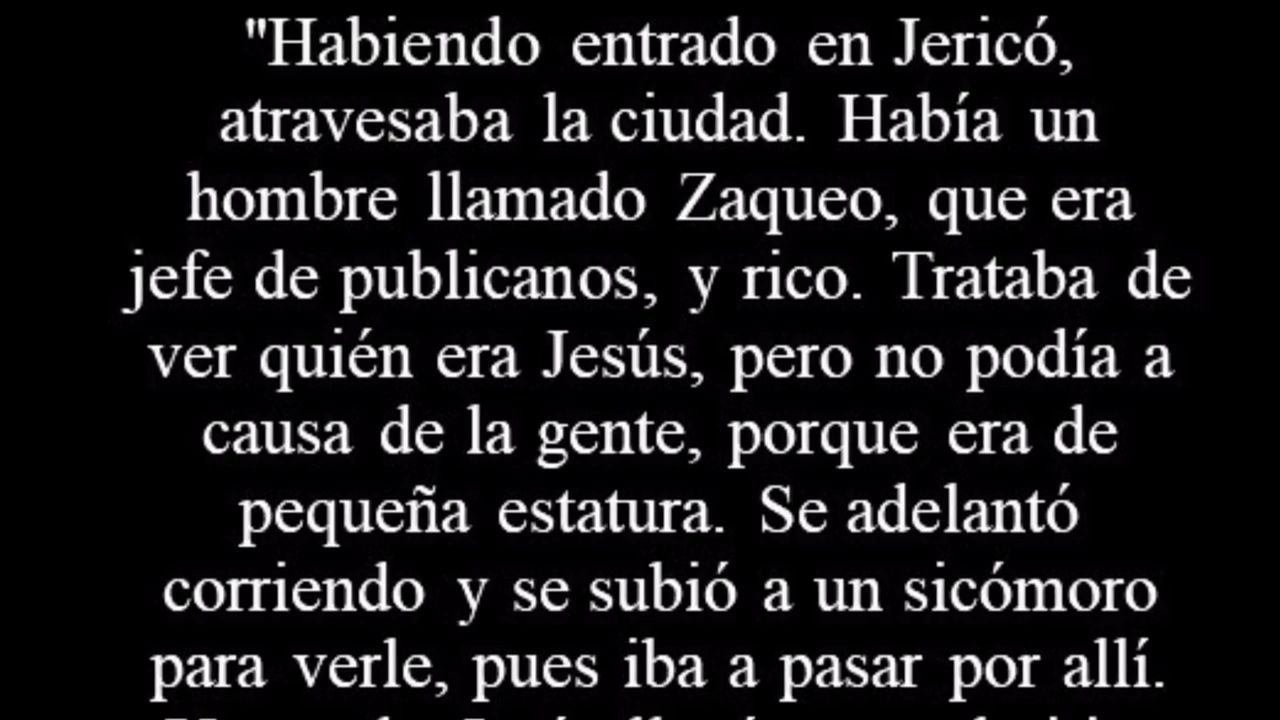 "Habiendo entrado en Jericó,
atravesaba la ciudad. Había un
hombre llamado Zaqueo, que era
jefe de publicanos, y rico. Trataba de
ver quién era Jesús, pero no podía a
causa de la gente, porque era de
pequeña estatura. Se adelantó
corriendo y se subió a un sicómoro
para verle, pues iba a pasar por allí.